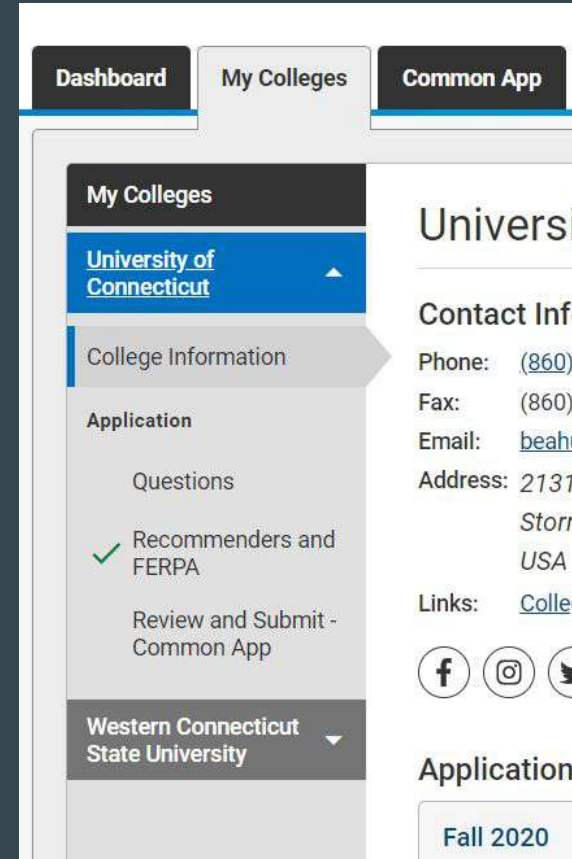 Dashboard
My Colleges
Common App
My Colleges
University of
Connecticut
College Information
Application
Questions
Recommenders and
FERPA
Review and Submit -
Common App
Western Connecticut
State University
Contact
Phone: (860)
Fax: (860)
Email:
Address: 2131
USA
Links:
Application
Fall 2020